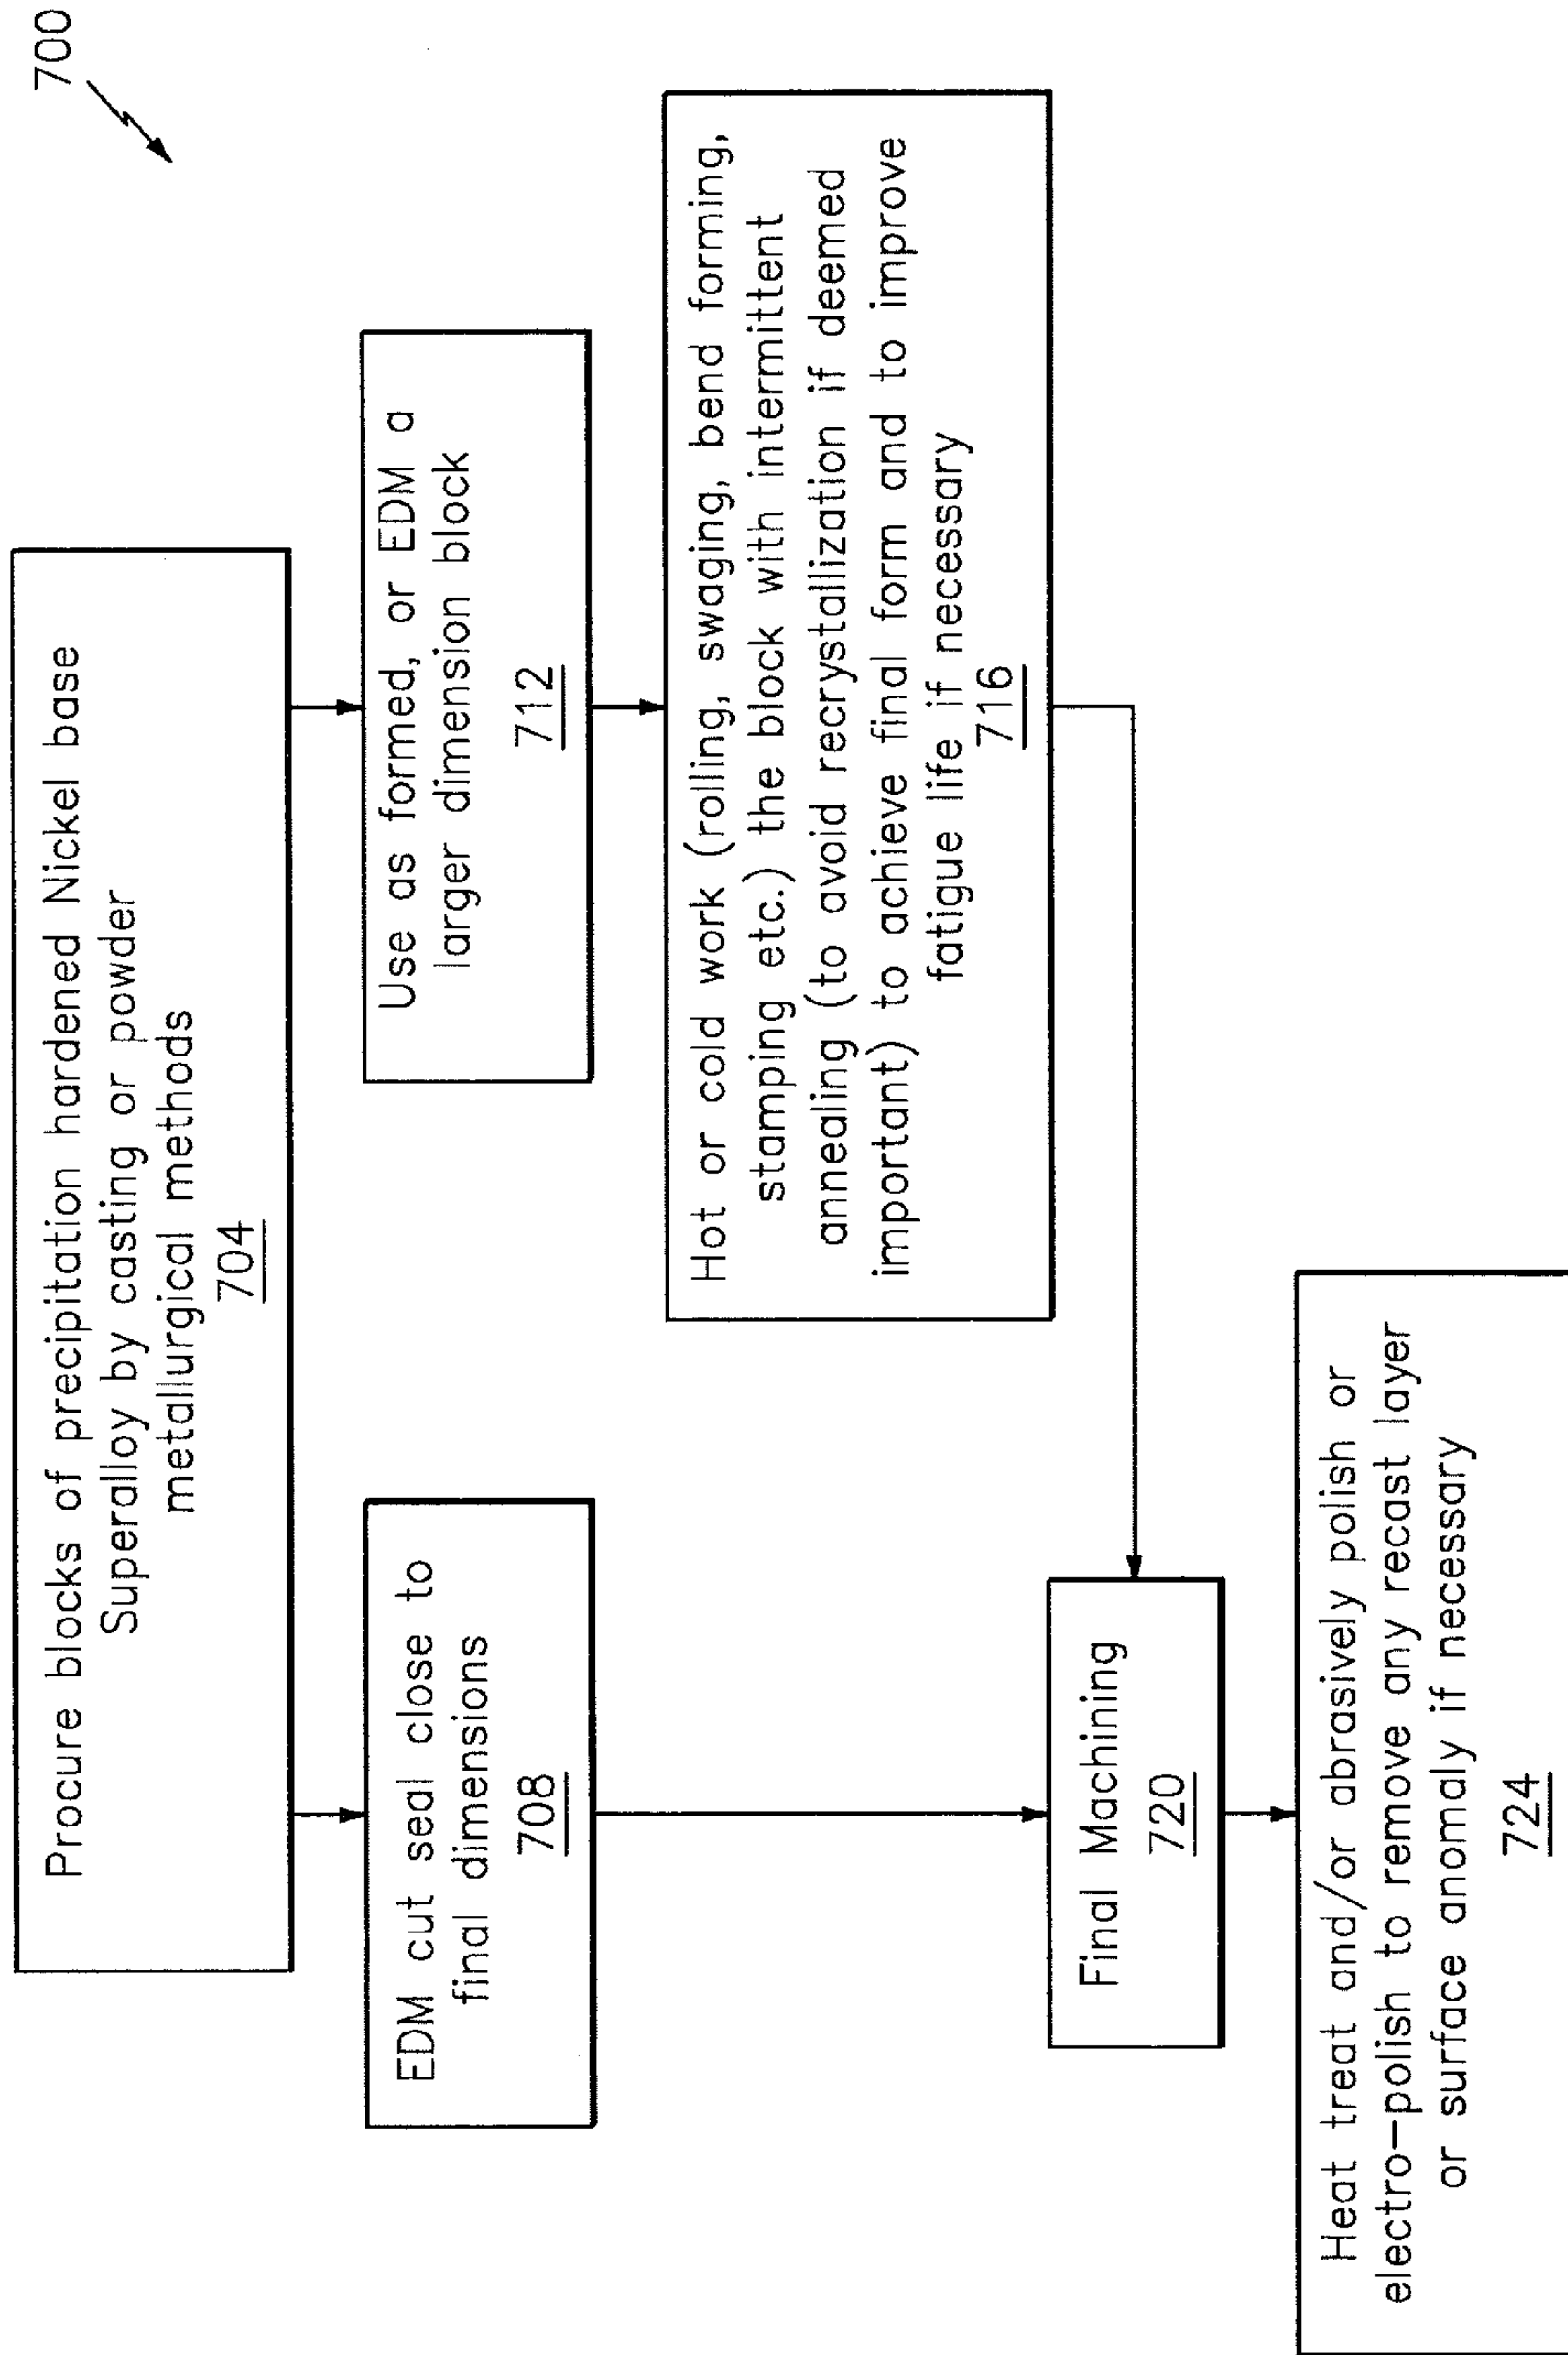 700
Procure blocks of precipitation hardened Nickel base
Superalloy by casting or powder
metallurgical methods
704
EDM cut seal close to
final dimensions
708
Use as formed, or EDM a
larger dimension block
712
Hot or cold work (rolling, swaging, bend forming,
stamping etc.) the block with intermittent
annealing (to avoid recrystallization if deemed
important) to achieve final form and to improve
fatigue life if necessary
716
Final Machining
720
Heat treat and/or abrasively polish or
electro-polish to remove any recast layer
or surface anomaly if necessary
724